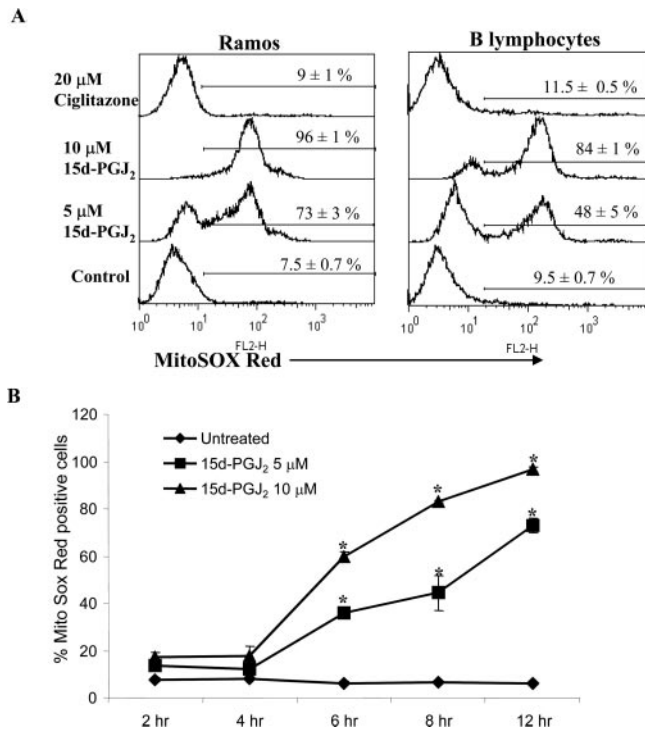 A
Ramos
B lymphocytes
20 μM
Ciglitazone
9 ± 1 %
11.5 ± 0.5 %
10 μM
15d-PGJ2
96 ± 1 %
84 ± 1 %
5 μM
15d-PGJ2
73 ± 3 %
48 ± 5 %
Control
7.5 ± 0.7 %
9.5 ± 0.7 %
10^0 10^1 10^2 10^3
10^0 10^1 10^2 10^3
FL2-H
FL2-H
MitoSOX Red
B
120
100
80
60
40
20
0
% Mito Sox Red positive cells
Untreated
15d-PGJ2 5 μM
15d-PGJ2 10 μM
* * *
* * *
2 hr 4 hr 6 hr 8 hr 12 hr